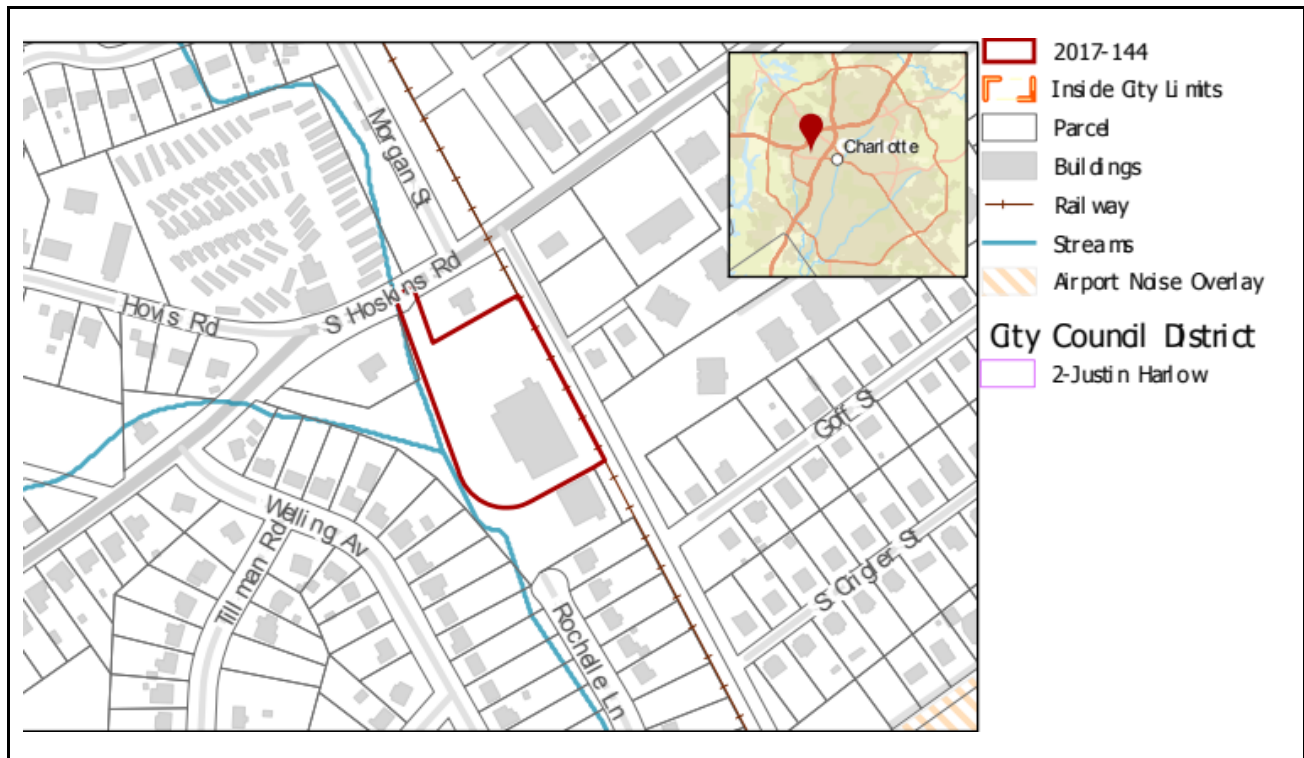 2017-144
Inside City Limits
Parcel
Buildings
Railway
Streams
Airport Noise Overlay
City Council District
2-Justin Harlow
Charlotte
Morgan St
S Hoskins Rd
Hovis Rd
Goff St
S Crigler St
Welling Av
Tillman Rd
Rochelle Ln